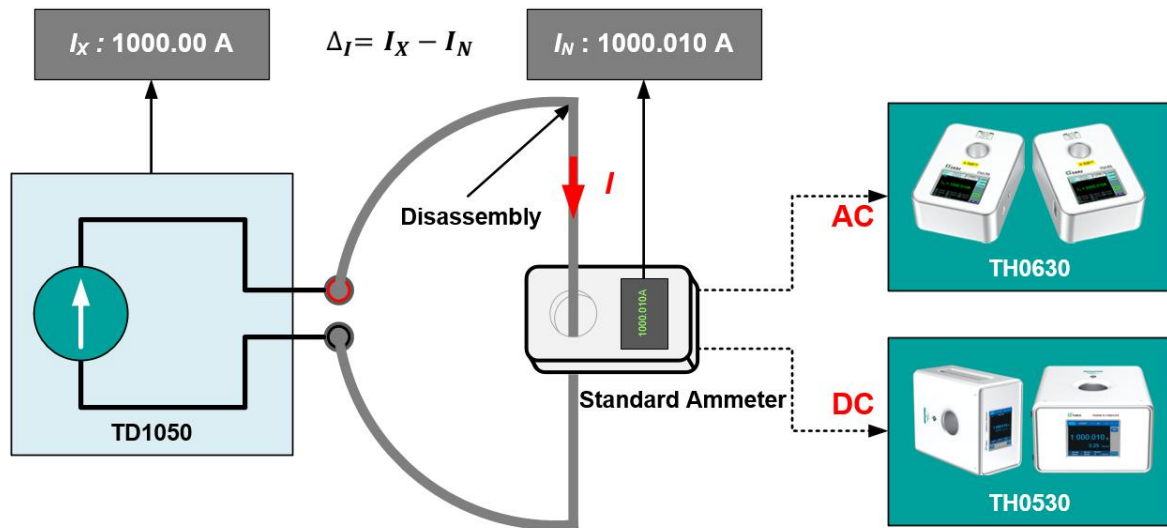 I_X : 1000.00 A
Δ_I = I_X − I_N
I_N : 1000.010 A
Disassembly
I
1000.010A
AC
TH0630
TD1050
Standard Ammeter
DC
1 000.010
TH0530